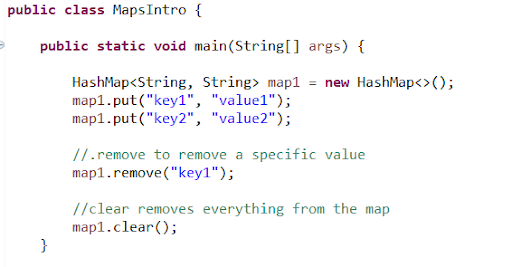 public class MapsIntro {
public static void main(String[] args) {
HashMap<String, String> map1 = new HashMap<>();
map1.put("key1", "value1");
map1.put("key2", "value2");
//.remove to remove a specific value
map1.remove("key1");
//clear removes everything from the map
map1.clear();
}